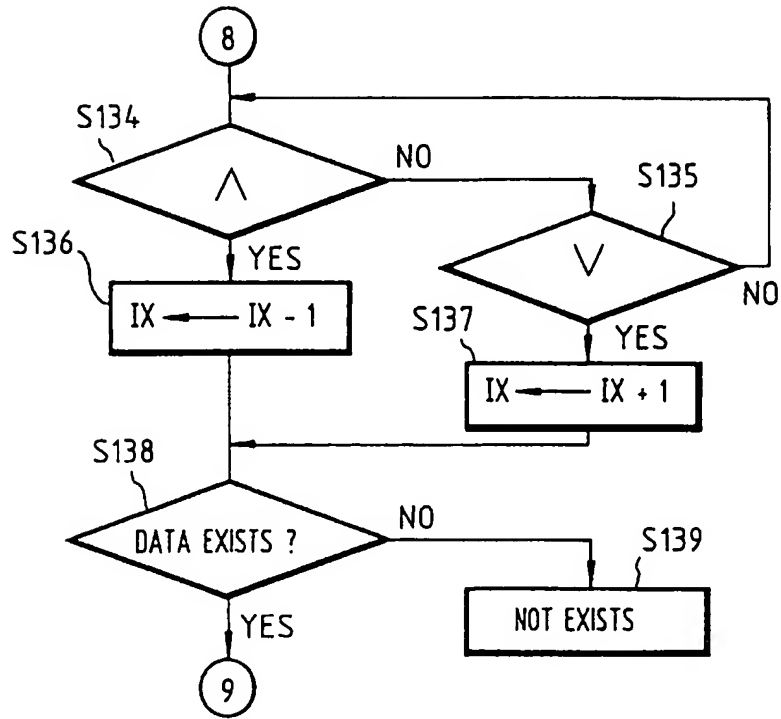 8
S134
∧
NO
S135
∨
NO
S136
YES
IX ← IX - 1
S137
YES
IX ← IX + 1
S138
DATA EXISTS ?
NO
S139
NOT EXISTS
YES
9